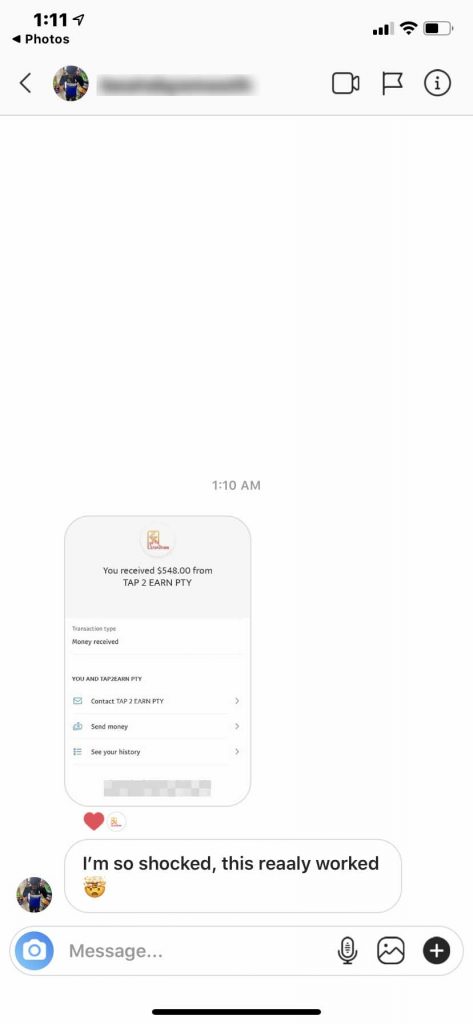 1:11
Photos
1:10 AM
You received $548.00 from
TAP 2 EARN PTY
Transaction type
Money received
YOU AND TAP2EARN PTY
Contact TAP 2 EARN PTY
Send money
See your history
I'm so shocked, this reaaly worked
Message...